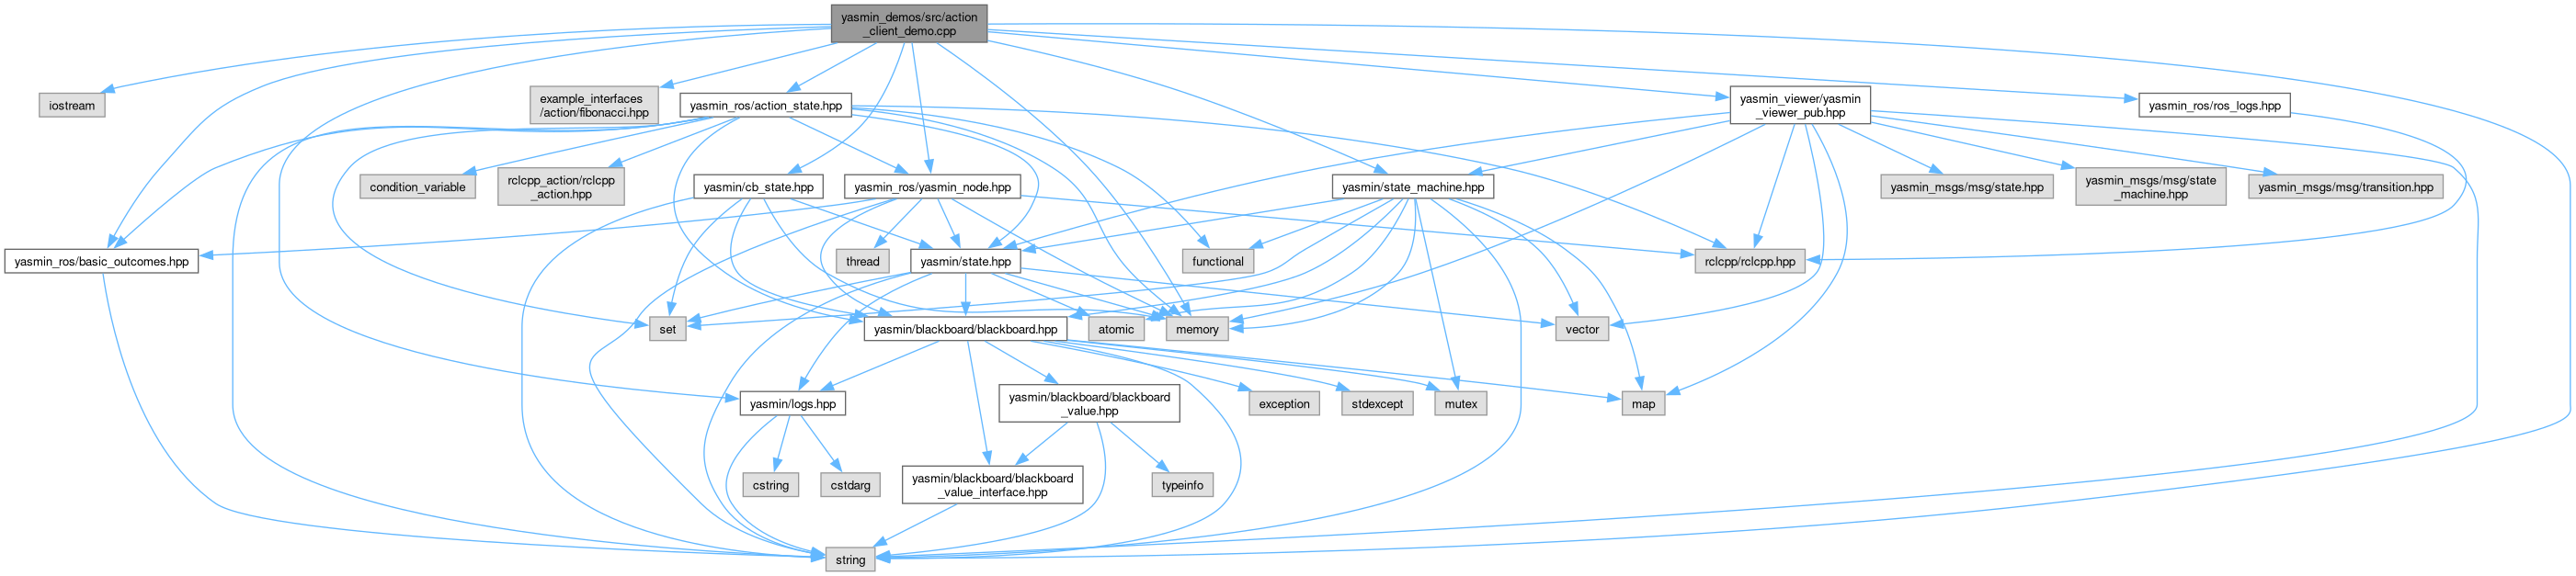 yasmin_demos/src/action
_client_demo.cpp
iostream
example_interfaces
/action/fibonacci.hpp
yasmin_ros/action_state.hpp
yasmin_viewer/yasmin
_viewer_pub.hpp
yasmin_ros/ros_logs.hpp
condition_variable
rclcpp_action/rclcpp
_action.hpp
yasmin/cb_state.hpp
yasmin_ros/yasmin_node.hpp
yasmin/state_machine.hpp
yasmin_msgs/msg/state.hpp
yasmin_msgs/msg/state
_machine.hpp
yasmin_msgs/msg/transition.hpp
yasmin_ros/basic_outcomes.hpp
thread
yasmin/state.hpp
functional
rclcpp/rclcpp.hpp
set
yasmin/blackboard/blackboard.hpp
atomic
memory
vector
yasmin/logs.hpp
yasmin/blackboard/blackboard
_value.hpp
exception
stdexcept
mutex
map
cstring
cstdarg
yasmin/blackboard/blackboard
_value_interface.hpp
typeinfo
string